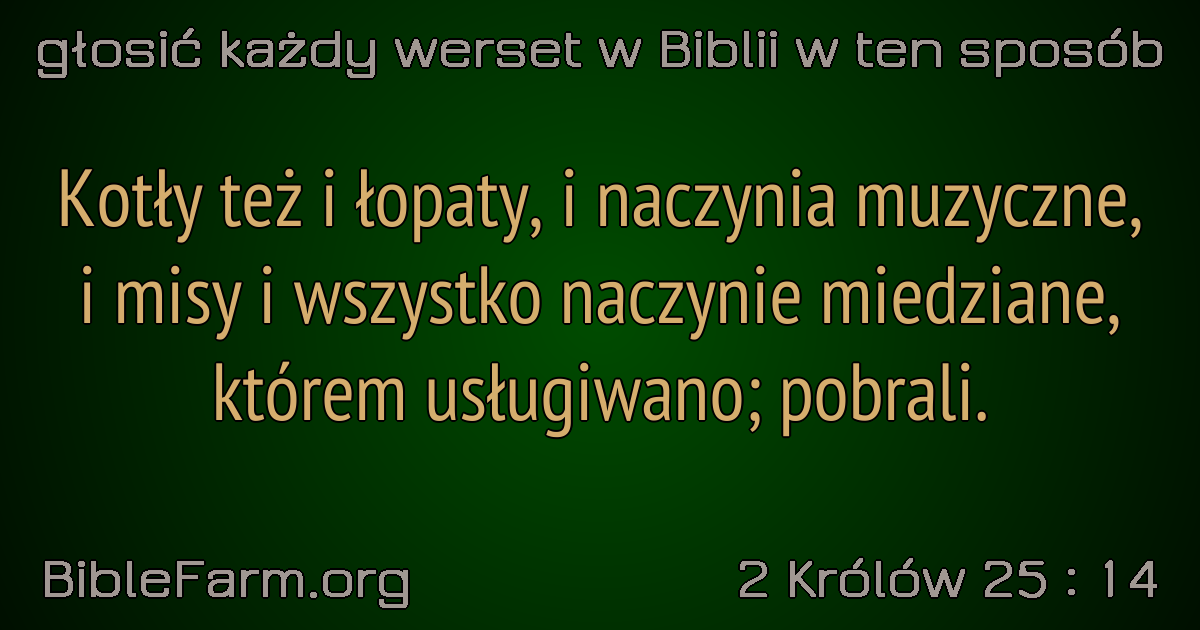 głosić każdy werset w Biblii w ten sposób
Kotły też i łopaty, i naczynia muzyczne,
i misy i wszystko naczynie miedziane,
którem usługiwano; pobrali.
BibleFarm.org
2 Królów 25 : 14